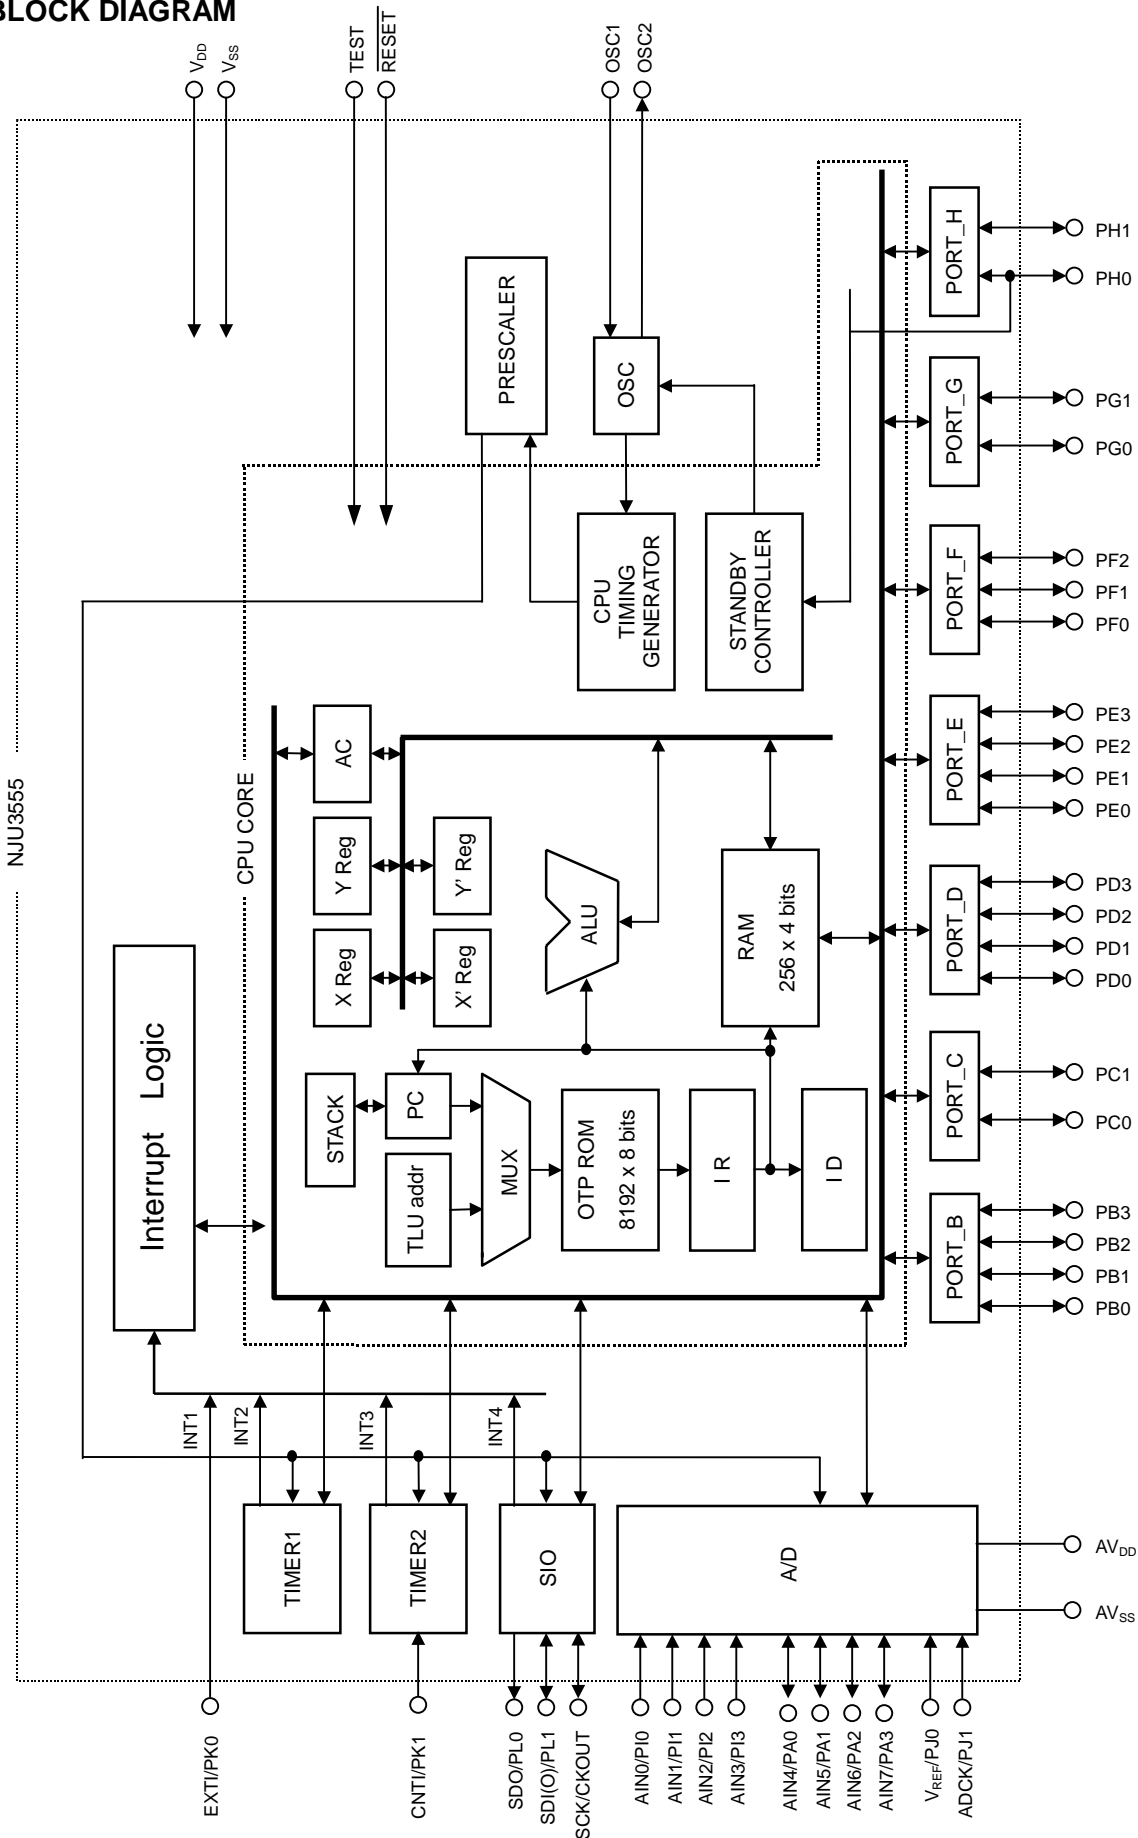 BLOCK DIAGRAM
NJU3555
VDD
VSS
TEST
RESET
OSC1
OSC2
PRESCALER
OSC
CPU CORE
CPU
TIMING
GENERATOR
STANDBY
CONTROLLER
AC
Y Reg
Y' Reg
X Reg
X' Reg
ALU
RAM
256 x 4 bits
Interrupt Logic
STACK
PC
TLU addr
MUX
OTP ROM
8192 x 8 bits
I R
I D
PORT_H
PH1
PH0
PORT_G
PG1
PG0
PORT_F
PF2
PF1
PF0
PORT_E
PE3
PE2
PE1
PE0
PORT_D
PD3
PD2
PD1
PD0
PORT_C
PC1
PC0
PORT_B
PB3
PB2
PB1
PB0
INT1
INT2
INT3
INT4
TIMER1
TIMER2
SIO
A/D
AVDD
AVSS
EXTI/PK0
CNTI/PK1
SDO/PL0
SDI(O)/PL1
SCK/CKOUT
AIN0/PI0
AIN1/PI1
AIN2/PI2
AIN3/PI3
AIN4/PA0
AIN5/PA1
AIN6/PA2
AIN7/PA3
VREF/PJ0
ADCK/PJ1